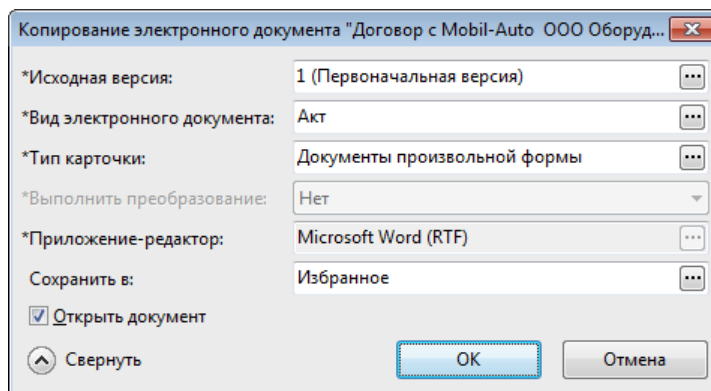 Копирование электронного документа "Договор с Mobil-Auto ООО Оборуд...
*Исходная версия: 1 (Первоначальная версия)
*Вид электронного документа: Акт
*Тип карточки: Документы произвольной формы
*Выполнить преобразование: Нет
*Приложение-редактор: Microsoft Word (RTF)
Сохранить в: Избранное
Открыть документ
Свернуть ОК Отмена